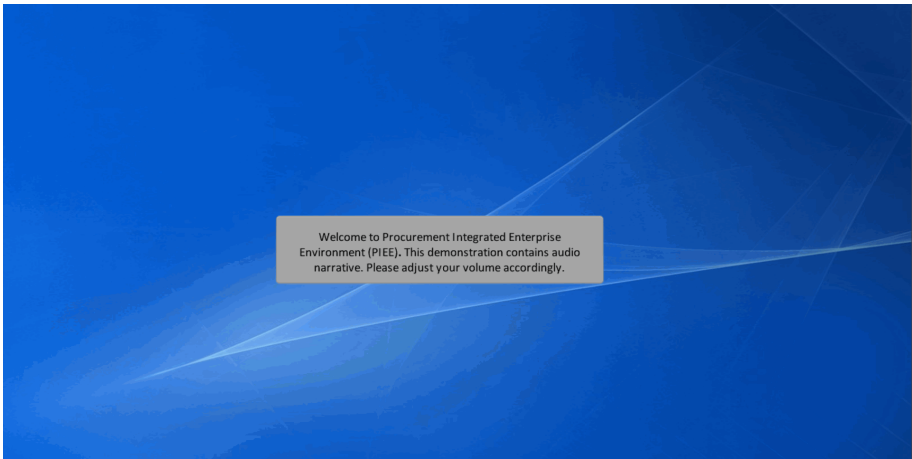 Welcome to Procurement Integrated Enterprise
Environment (PIEE). This demonstration contains audio
narrative. Please adjust your volume accordingly.